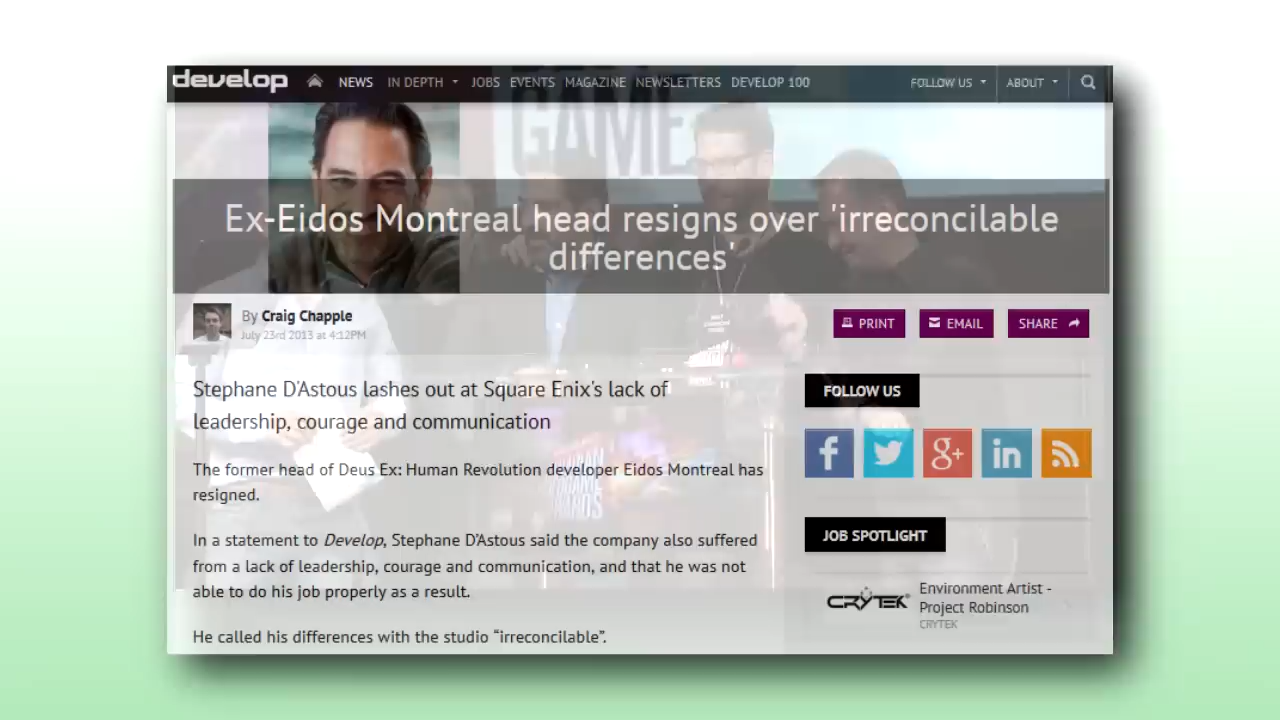 develop NEWS IN DEPTH JOBS EVENTS MAGAZINE NEWSLETTERS DEVELOP 100 FOLLOW US ABOUT
GAME
Ex-Eidos Montreal head resigns over 'irreconcilable
differences'
By Craig Chapple
July 23rd 2013 at 4:12PM
PRINT EMAIL SHARE
Stephane D'Astous lashes out at Square Enix's lack of
leadership, courage and communication
The former head of Deus Ex: Human Revolution developer Eidos Montreal has
resigned.
In a statement to Develop, Stephane D'Astous said the company also suffered
from a lack of leadership, courage and communication, and that he was not
able to do his job properly as a result.
He called his differences with the studio “irreconcilable”.
FOLLOW US
f g+ in
JOB SPOTLIGHT
CRYTEK
Environment Artist -
Project Robinson
CRYTEK